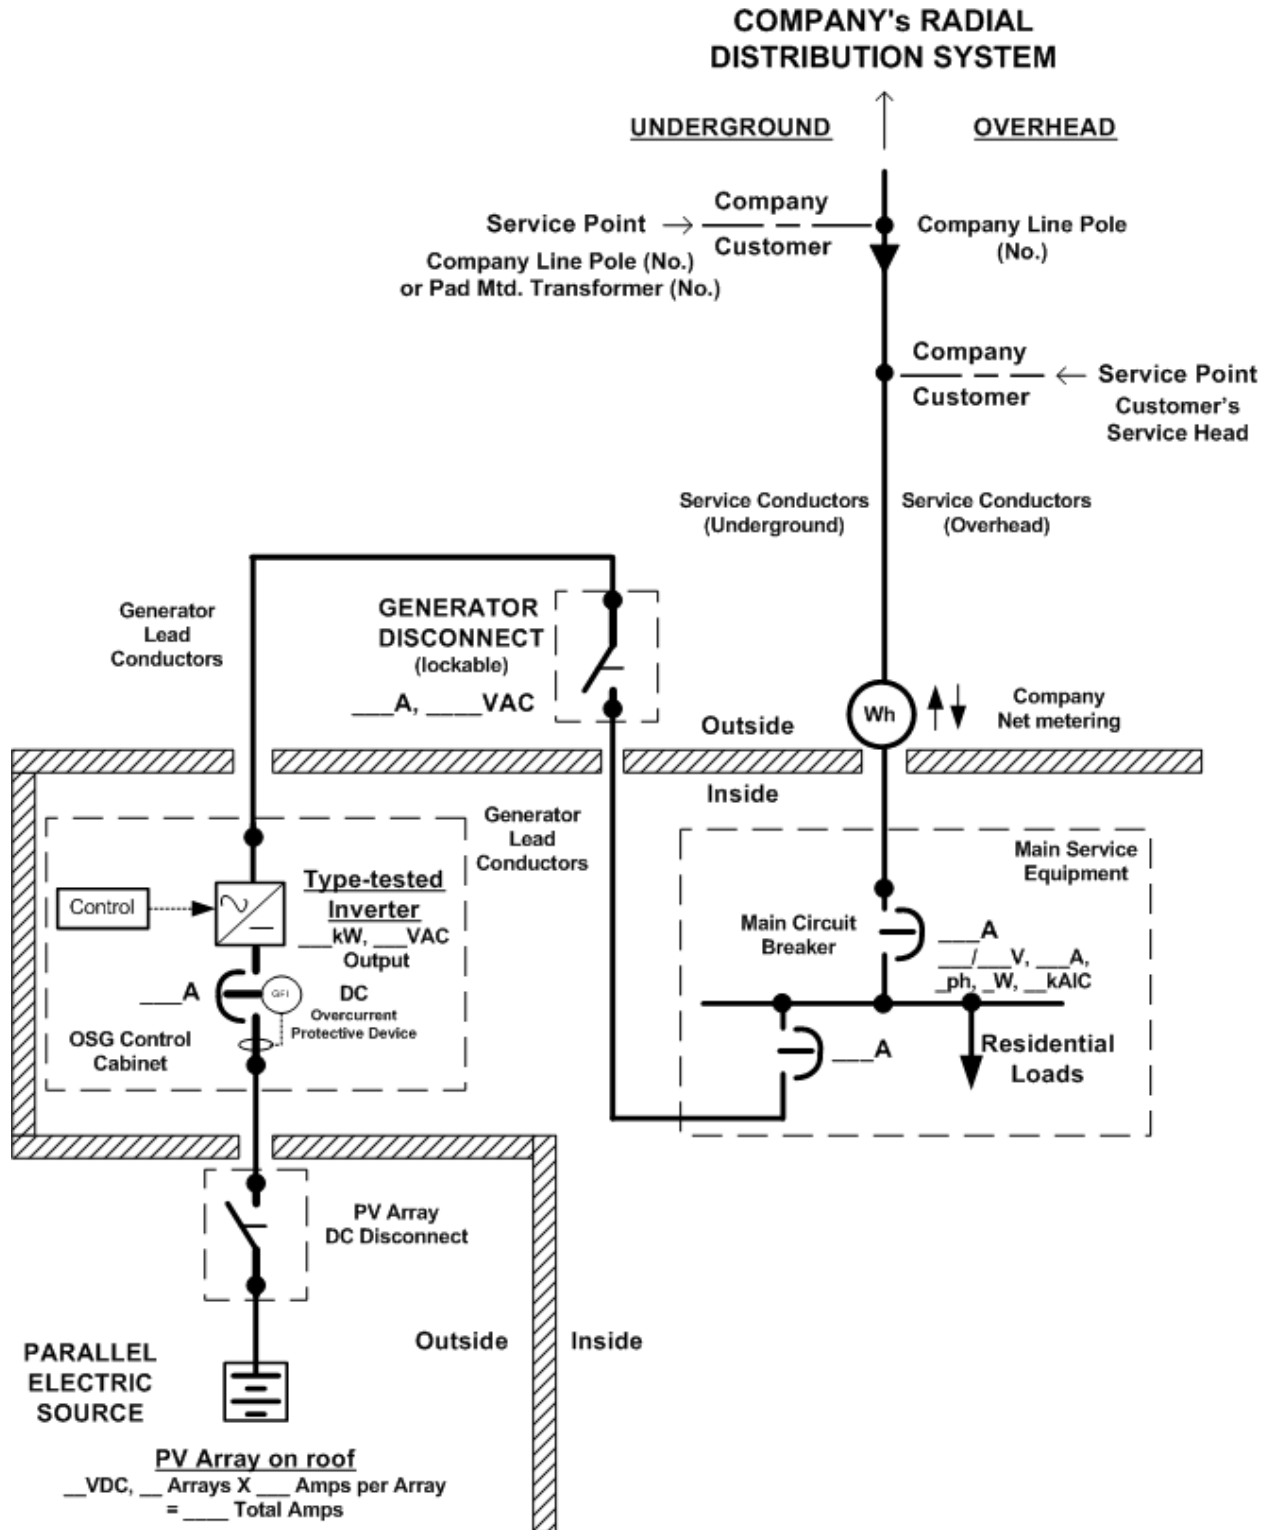 COMPANY's RADIAL
DISTRIBUTION SYSTEM
UNDERGROUND
OVERHEAD
Company
Service Point
Customer
Company Line Pole (No.)
or Pad Mtd. Transformer (No.)
Company Line Pole
(No.)
Company
Customer
Service Point
Customer's
Service Head
Service Conductors
(Underground)
Service Conductors
(Overhead)
Generator
Lead
Conductors
GENERATOR
DISCONNECT
(lockable)
___A, ____VAC
Wh
Company
Net metering
Outside
Inside
Generator
Lead
Conductors
Control
Type-tested
Inverter
___kW, ___VAC
Output
___A
GFI
DC
Overcurrent
Protective Device
OSG Control
Cabinet
Main Service
Equipment
Main Circuit
Breaker
___A
___/___V, ___A,
_ph, _W, __kAIC
___A
Residential
Loads
PV Array
DC Disconnect
Outside
Inside
PARALLEL
ELECTRIC
SOURCE
PV Array on roof
__VDC, __ Arrays X ___ Amps per Array
= ____ Total Amps